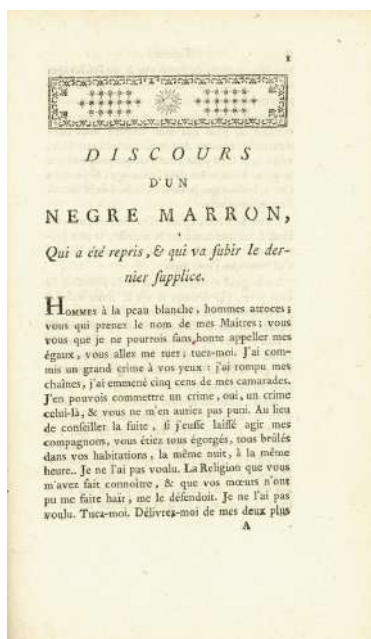 1
DISCOURS
D'UN
NEGRE MARRON,
Qui a été repris, & qui va subir le der-
nier supplice.
HOMMES à la peau blanche, hommes atroces;
vous qui prenez le nom de mes Maitres; vous
vous que je ne pourrois sans honte appeller mes
égaux, vous allez me tuer; tuez-moi. J'ai com-
mis un grand crime à vos yeux : j'ai rompu mes
chaînes, j'ai emmené cinq cens de mes camarades.
J'en pouvois commettre un crime, oui, un crime
celui-là, & vous ne m'en auriez pas puni. Au lieu
de conseiller la fuite, si j'eusse laissé agir mes
compagnons, vous étiez tous égorgés, tous brûlés
dans vos habitations, la même nuit, à la même
heure.. Je ne l'ai pas voulu. La Religion que vous
m'avez fait connoitre, & que vos mœurs n'ont
pu me faire haïr, me le défendoit. Je ne l'ai pas
voulu. Tuez-moi. Délivrez-moi de mes deux plus
A